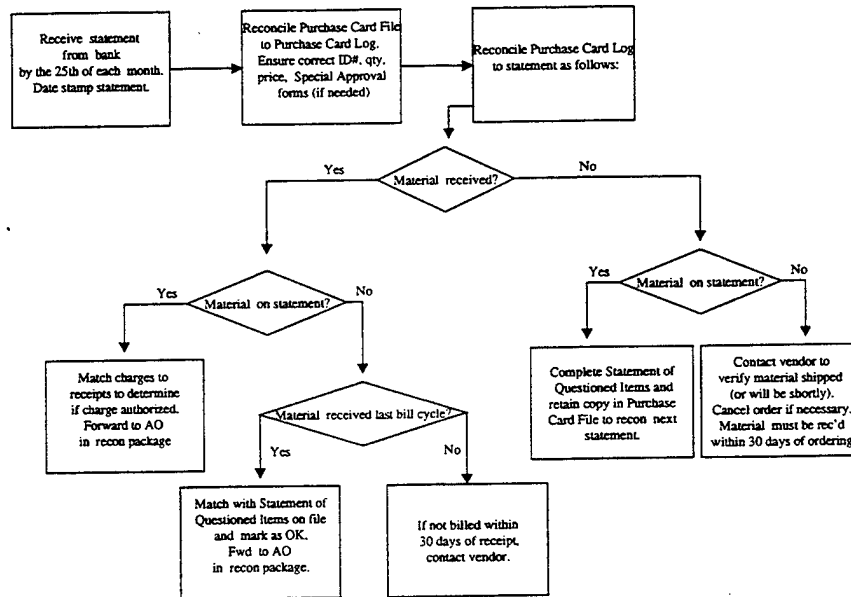 Receive statement
from bank
by the 25th of each month.
Date stamp statement.
Reconcile Purchase Card File
to Purchase Card Log.
Ensure correct ID#, qty,
price, Special Approval
forms (if needed)
Reconcile Purchase Card Log
to statement as follows:
Yes
Material received?
No
Yes
Material on statement?
No
Yes
Material on statement?
No
Match charges to
receipts to determine
if charge authorized.
Forward to AO
in recon package
Material received last bill cycle?
Yes
No
Complete Statement of
Questioned Items and
retain copy in Purchase
Card File to recon next
statement.
Contact vendor to
verify material shipped
(or will be shortly).
Cancel order if necessary.
Material must be rec'd
within 30 days of ordering
Match with Statement of
Questioned Items on file
and mark as OK.
Fwd to AO
in recon package.
If not billed within
30 days of receipt,
contact vendor.